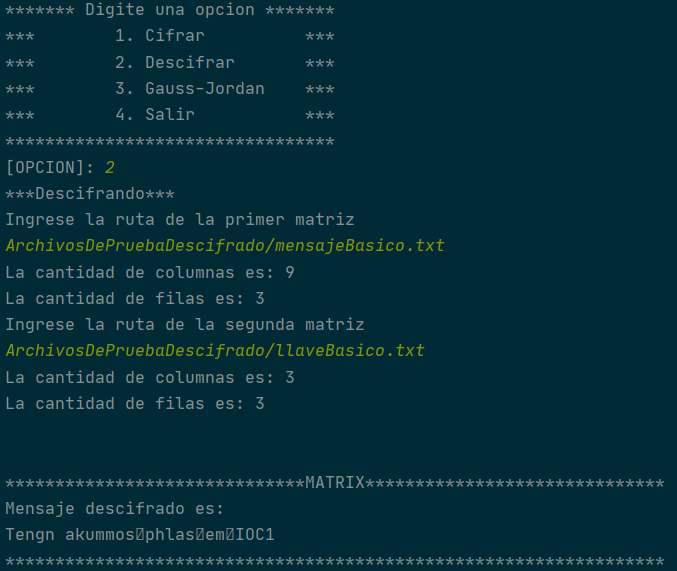 ******* Digite una opcion *******
***        1. Cifrar          ***
***        2. Descifrar       ***
***        3. Gauss-Jordan    ***
***        4. Salir           ***
*********************************
[OPCION]: 2
***Descifrando***
Ingrese la ruta de la primer matriz
ArchivosDePruebaDescifrado/mensajeBasico.txt
La cantidad de columnas es: 9
La cantidad de filas es: 3
Ingrese la ruta de la segunda matriz
ArchivosDePruebaDescifrado/llaveBasico.txt
La cantidad de columnas es: 3
La cantidad de filas es: 3
******************************MATRIX******************************
Mensaje descifrado es:
Tengn akummos␟phlas␟em␟IOC1
******************************************************************